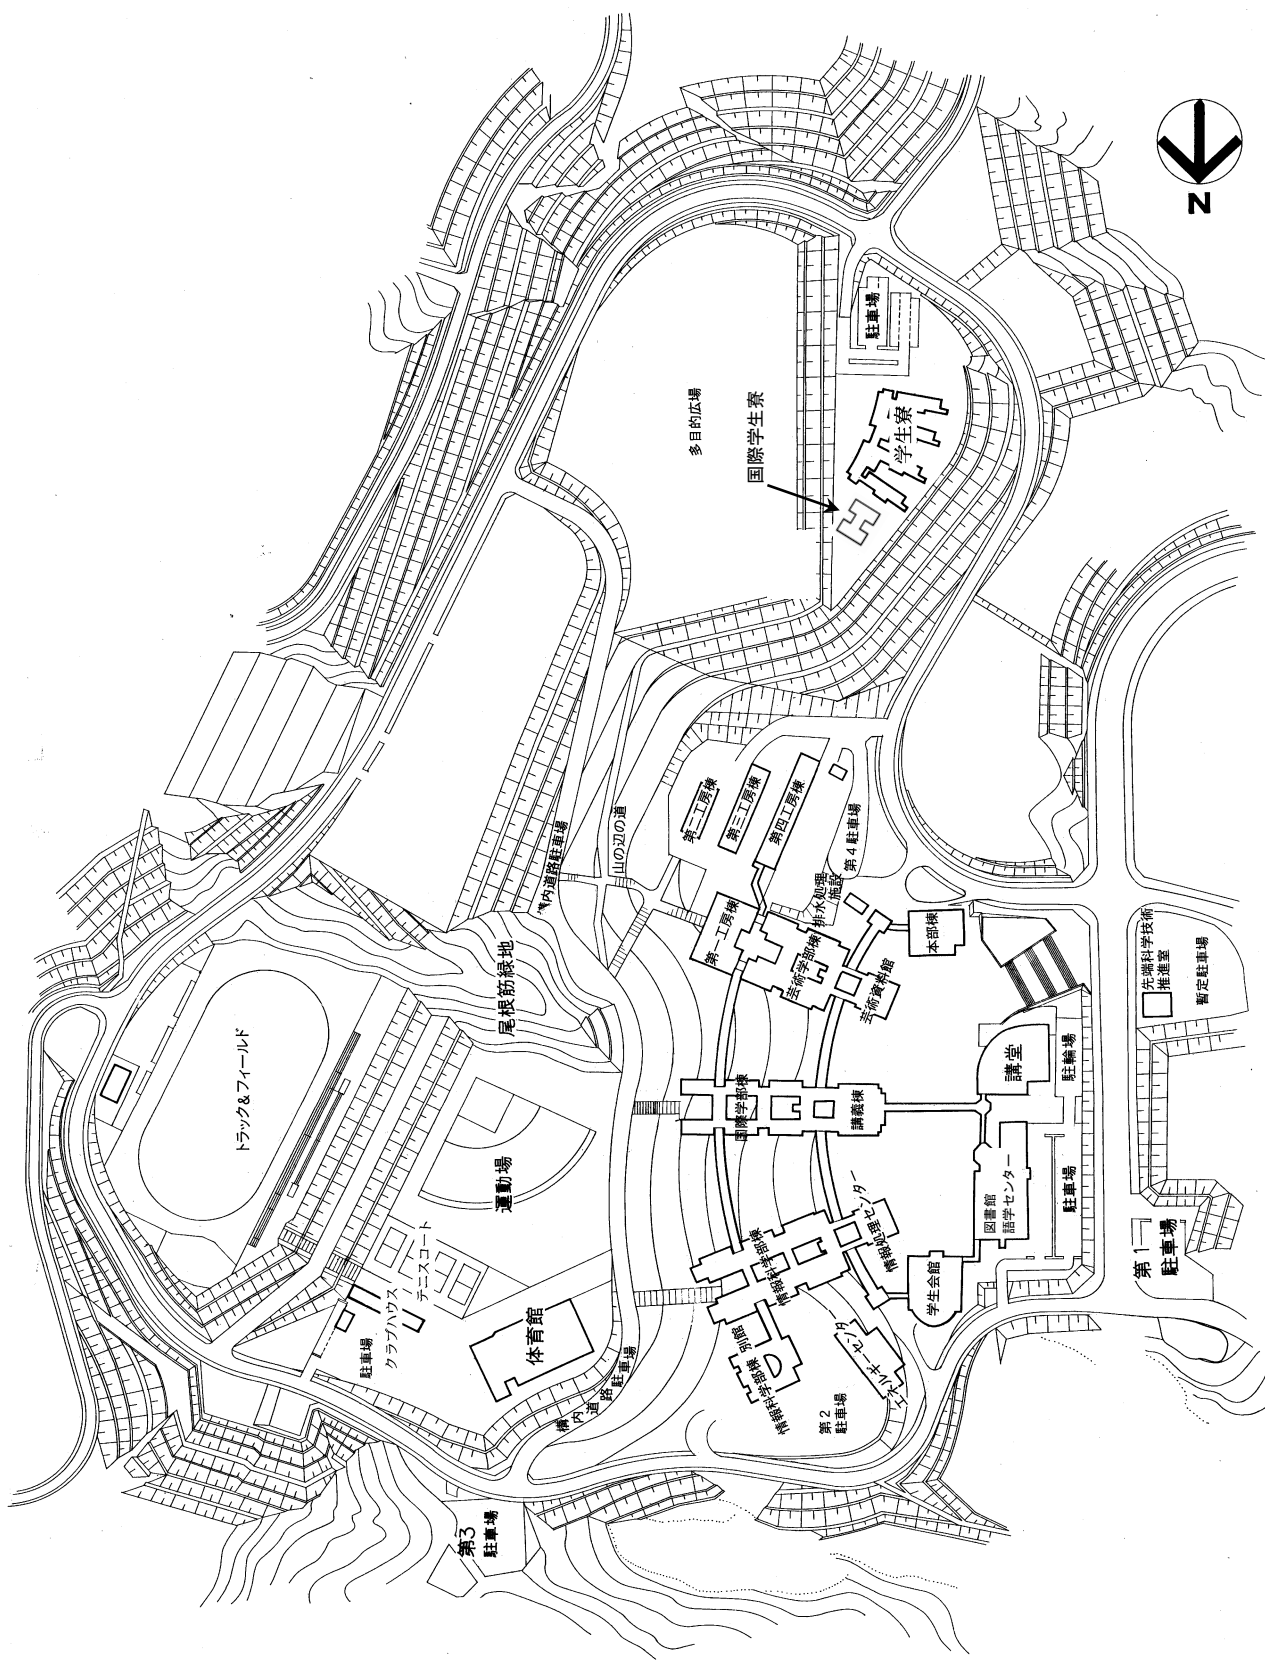 N
駐車場
多目的広場
国際学生寮
学生寮
構内道路駐車場
山の辺の道
第二工房棟
第三工房棟
第四工房棟
第4駐車場
排水処理
施設
第一工房棟
芸術学部棟
芸術資料館
本部棟
先端科学技術
推進室
暫定駐車場
尾根筋緑地
トラック&フィールド
運動場
国際学部棟
講義棟
講堂
駐輪場
テニスコート
クラブハウス
駐車場
体育館
構内道路駐車場
情報科学部棟
情報処理センター
図書館
語学センター
駐車場
学生会館
第1
駐車場
情報科学部棟 別館
エネルギーセンター
第2
駐車場
第3
駐車場